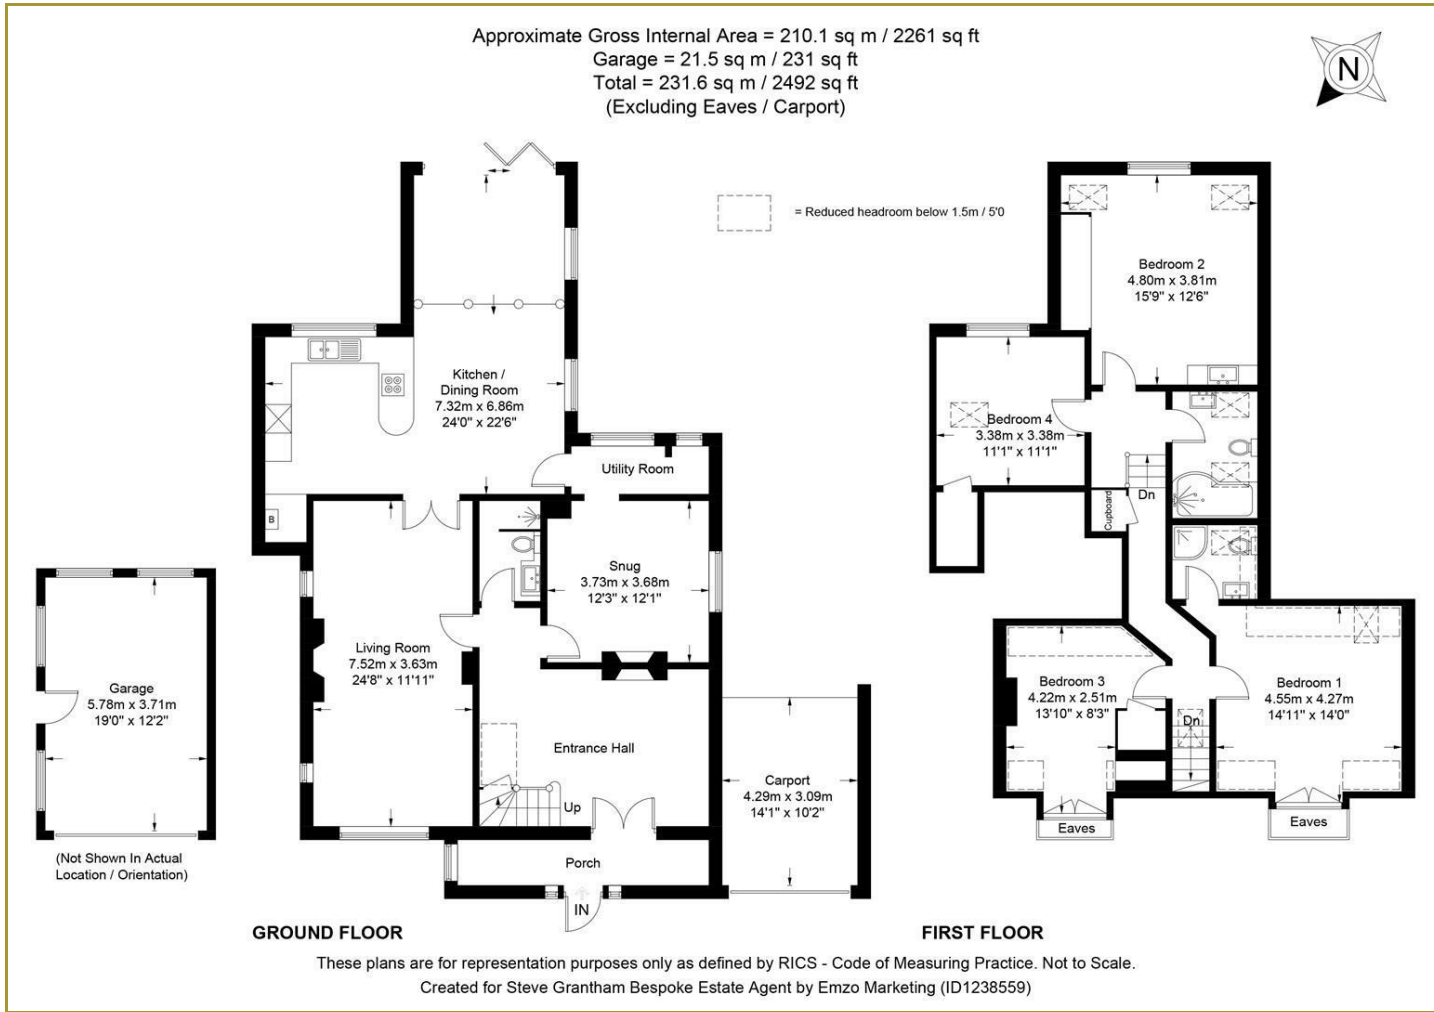 Approximate Gross Internal Area = 210.1 sq m / 2261 sq ft
Garage = 21.5 sq m / 231 sq ft
Total = 231.6 sq m / 2492 sq ft
(Excluding Eaves / Carport)
N
= Reduced headroom below 1.5m / 5'0
Kitchen /
Dining Room
7.32m x 6.86m
24'0" x 22'6"
Utility Room
B
Snug
3.73m x 3.68m
12'3" x 12'1"
Living Room
7.52m x 3.63m
24'8" x 11'11"
Garage
5.78m x 3.71m
19'0" x 12'2"
(Not Shown In Actual
Location / Orientation)
Entrance Hall
Up
Carport
4.29m x 3.09m
14'1" x 10'2"
Porch
IN
GROUND FLOOR
Bedroom 2
4.80m x 3.81m
15'9" x 12'6"
Bedroom 4
3.38m x 3.38m
11'1" x 11'1"
Dn
Cupboard
Bedroom 3
4.22m x 2.51m
13'10" x 8'3"
Bedroom 1
4.55m x 4.27m
14'11" x 14'0"
Dn
Eaves
Eaves
FIRST FLOOR
These plans are for representation purposes only as defined by RICS - Code of Measuring Practice. Not to Scale.
Created for Steve Grantham Bespoke Estate Agent by Emzo Marketing (ID1238559)